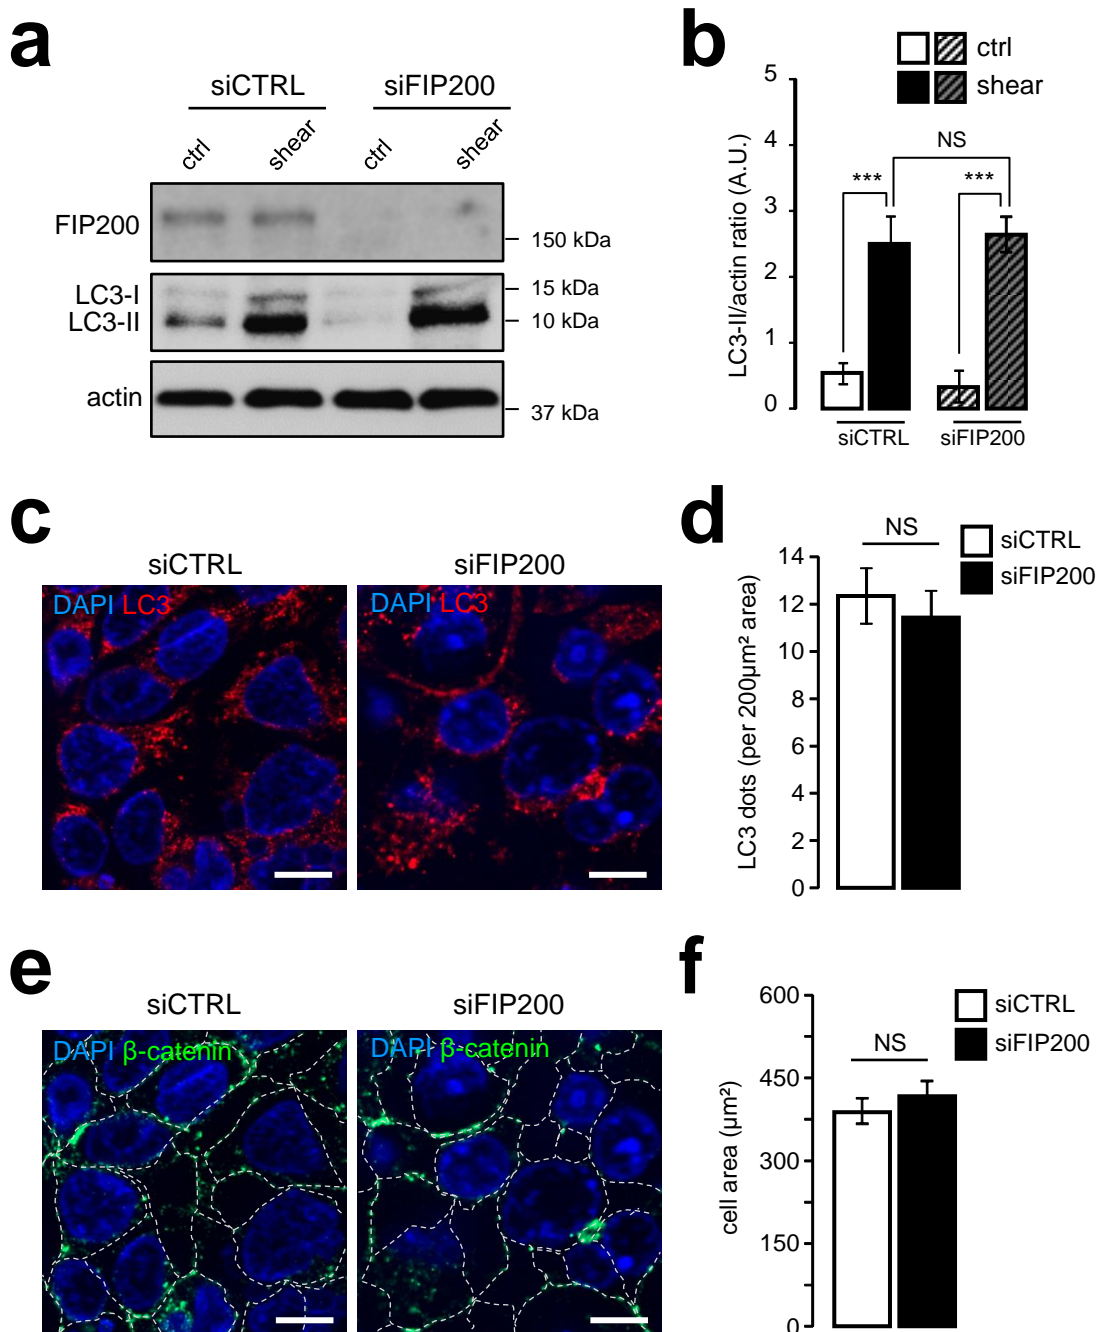 a
siCTRL siFIP200
ctrl shear ctrl shear
FIP200
150 kDa
LC3-I
15 kDa
LC3-II
10 kDa
actin
37 kDa
b
ctrl
shear
5
4
3
2
1
0
LC3-II/actin ratio (A.U.)
NS
*** ***
siCTRL siFIP200
c
siCTRL siFIP200
DAPI LC3 DAPI LC3
d
NS
siCTRL
siFIP200
14
12
10
8
6
4
2
0
LC3 dots (per 200µm² area)
e
siCTRL siFIP200
DAPI β-catenin DAPI β-catenin
f
siCTRL
siFIP200
NS
600
450
300
150
0
cell area (µm²)